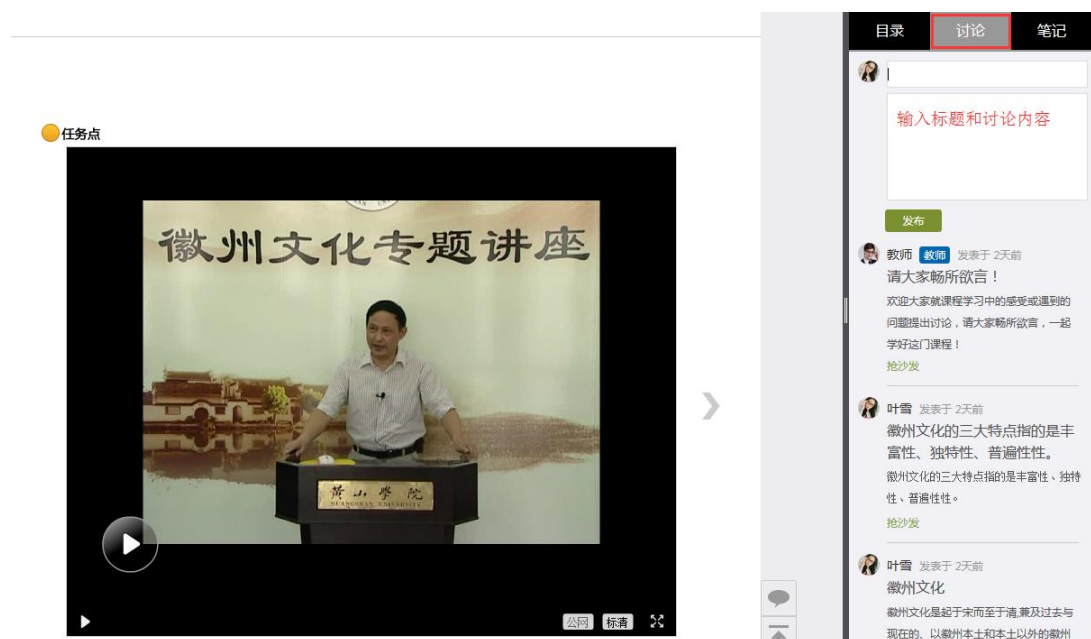 目录
讨论
笔记
输入标题和讨论内容
发布
任务点
徽州文化专题讲座
黄山學院
HUANGSHAN UNIVERSITY
公网
标清
教师 教师 发表于 2天前
请大家畅所欲言！
欢迎大家就课程学习中的感受或遇到的
问题提出讨论，请大家畅所欲言，一起
学好这门课程！
抢沙发
叶雪 发表于 2天前
徽州文化的三大特点指的是丰
富性、独特性、普遍性性。
徽州文化的三大特点指的是丰富性、独特
性、普遍性性。
抢沙发
叶雪 发表于 2天前
徽州文化
徽州文化是起于宋而至于清,兼及过去与
现在的、以徽州本土和本土以外的徽州